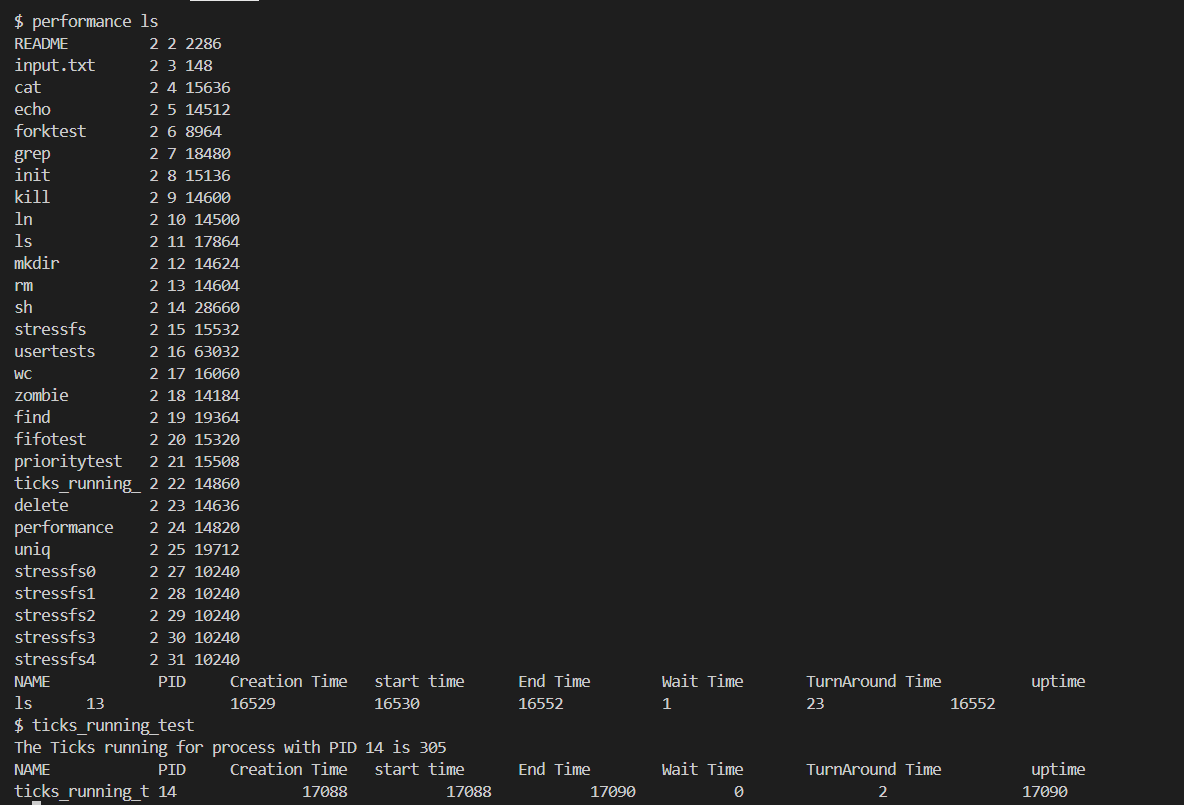 $ performance ls
README         2 2 2286
input.txt      2 3 148
cat            2 4 15636
echo           2 5 14512
forktest       2 6 8964
grep           2 7 18480
init           2 8 15136
kill           2 9 14600
ln             2 10 14500
ls             2 11 17864
mkdir          2 12 14624
rm             2 13 14604
sh             2 14 28660
stressfs       2 15 15532
usertests      2 16 63032
wc             2 17 16060
zombie         2 18 14184
find           2 19 19364
fifotest       2 20 15320
prioritytest   2 21 15508
ticks_running_ 2 22 14860
delete         2 23 14636
performance    2 24 14820
uniq           2 25 19712
stressfs0      2 27 10240
stressfs1      2 28 10240
stressfs2      2 29 10240
stressfs3      2 30 10240
stressfs4      2 31 10240
NAME            PID     Creation Time   start time      End Time        Wait Time       TurnAround Time          uptime
ls      13              16529           16530           16552           1               23              16552
$ ticks_running_test
The Ticks running for process with PID 14 is 305
NAME            PID     Creation Time   start time      End Time        Wait Time       TurnAround Time          uptime
ticks_running_t 14              17088           17088           17090           0               2               17090